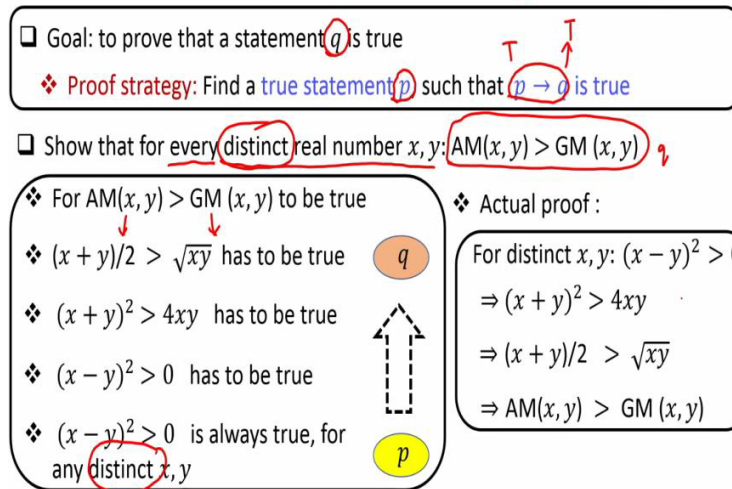 ❑ Goal: to prove that a statement q is true
T T
❖ Proof strategy: Find a true statement p such that p → q is true
❑ Show that for every distinct real number x, y: AM(x, y) > GM (x, y) q
❖ For AM(x, y) > GM (x, y) to be true
❖ (x + y)/2 > √xy has to be true
❖ (x + y)² > 4xy has to be true
❖ (x − y)² > 0 has to be true
❖ (x − y)² > 0 is always true, for
any distinct x, y
q
p
❖ Actual proof :
For distinct x, y: (x − y)² > 0
⇒ (x + y)² > 4xy
⇒ (x + y)/2 > √xy
⇒ AM(x, y) > GM (x, y)